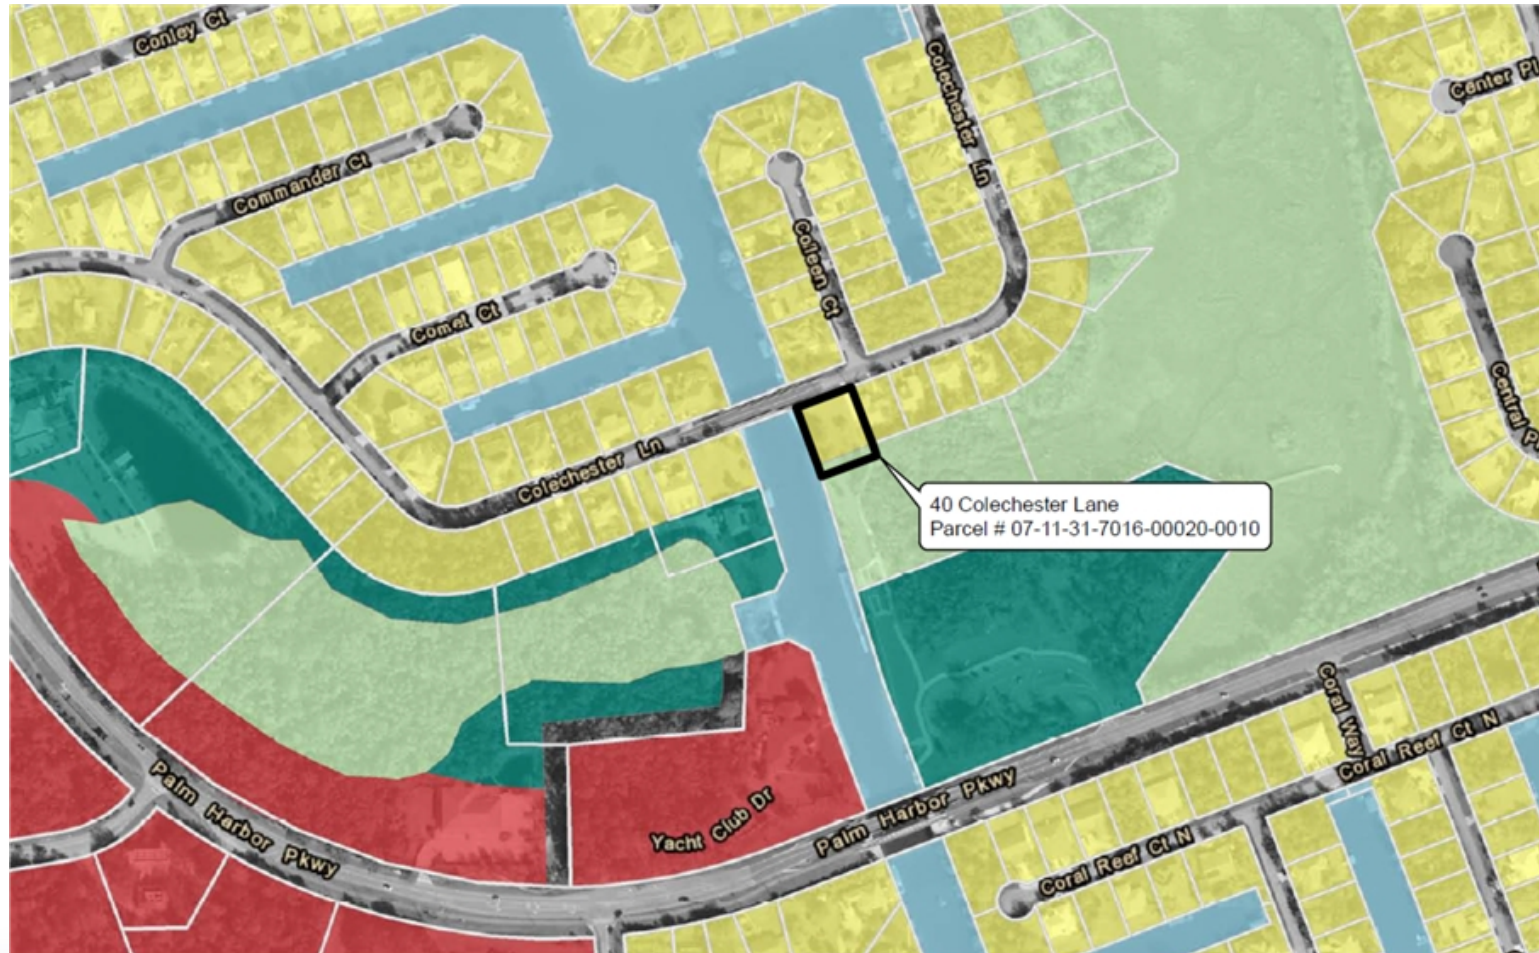 Conley Ct
Colechester Ln
Center Pl
Commander Ct
Coleen Ct
Comet Ct
Central Pl
Colechester Ln
40 Colechester Lane
Parcel # 07-11-31-7016-00020-0010
Coral Way
Coral Reef Ct N
Palm Harbor Pkwy
Palm Harbor Pkwy
Yacht Club Dr
Coral Reef Ct N